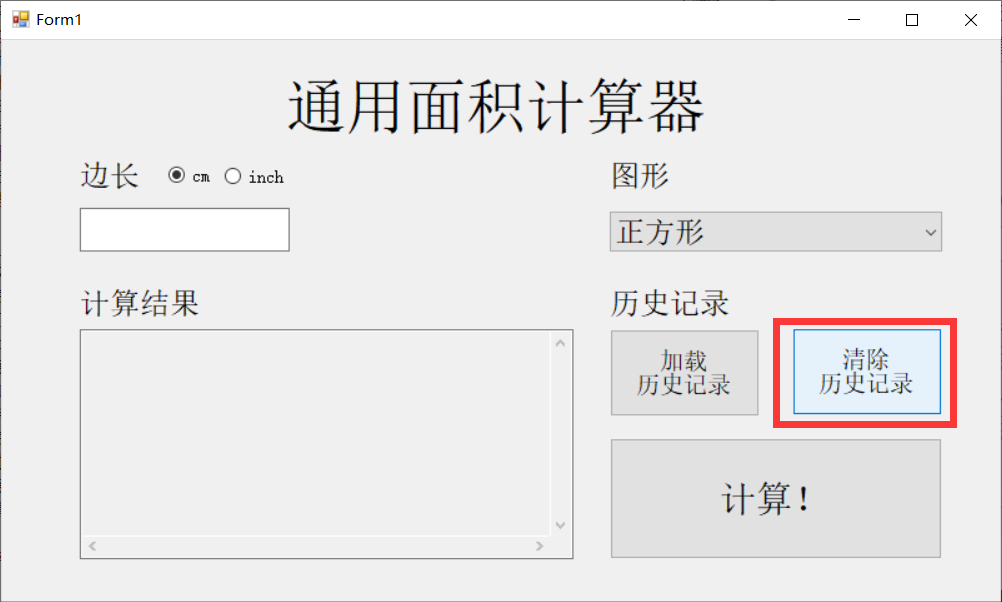 Form1
通用面积计算器
边长 cm inch
图形
正方形
计算结果
历史记录
加载
历史记录
清除
历史记录
计算！